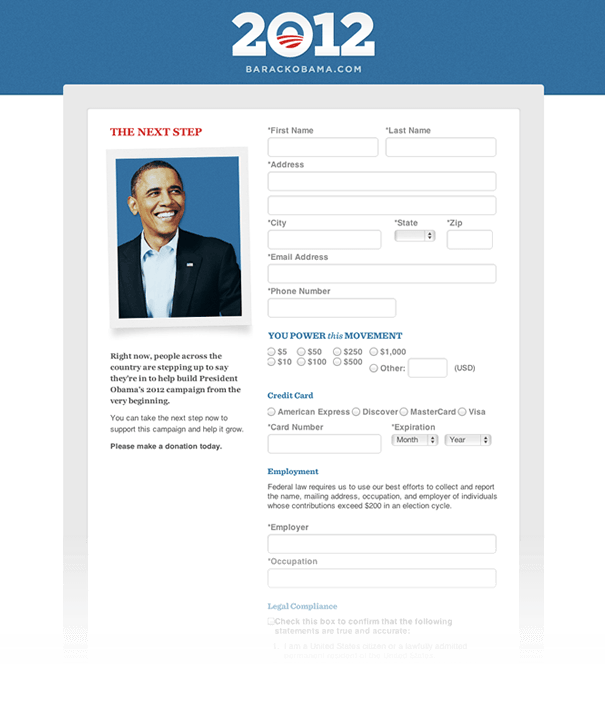 2012
BARACKOBAMA.COM
THE NEXT STEP
Right now, people across the
country are stepping up to say
they're in to help build President
Obama's 2012 campaign from the
very beginning.
You can take the next step now to
support this campaign and help it grow.
Please make a donation today.
*First Name *Last Name
*Address
*City *State *Zip
*Email Address
*Phone Number
YOU POWER this MOVEMENT
$5 $50 $250 $1,000
$10 $100 $500
Other: (USD)
Credit Card
American Express Discover MasterCard Visa
*Card Number *Expiration
Month Year
Employment
Federal law requires us to use our best efforts to collect and report
the name, mailing address, occupation, and employer of individuals
whose contributions exceed $200 in an election cycle.
*Employer
*Occupation
Legal Compliance
Check this box to confirm that the following
statements are true and accurate:
I am a United States citizen or a lawfully admitted